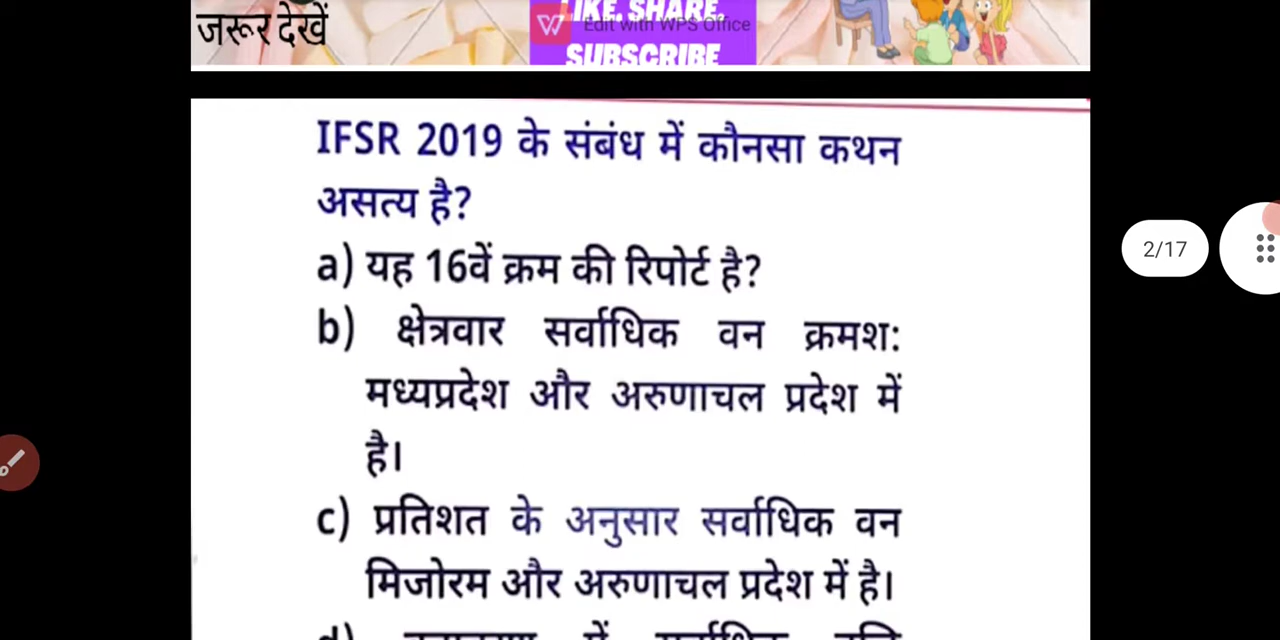 जरूर देखें
LIKE, SHARE,
Edit with WPS Office
SUBSCRIBE
IFSR 2019 के संबंध में कौनसा कथन
असत्य है?
a) यह 16वें क्रम की रिपोर्ट है?
b) क्षेत्रवार सर्वाधिक वन क्रमश:
मध्यप्रदेश और अरुणाचल प्रदेश में
है।
2/17
c) प्रतिशत के अनुसार सर्वाधिक वन
मिजोरम और अरुणाचल प्रदेश में है।
d) में